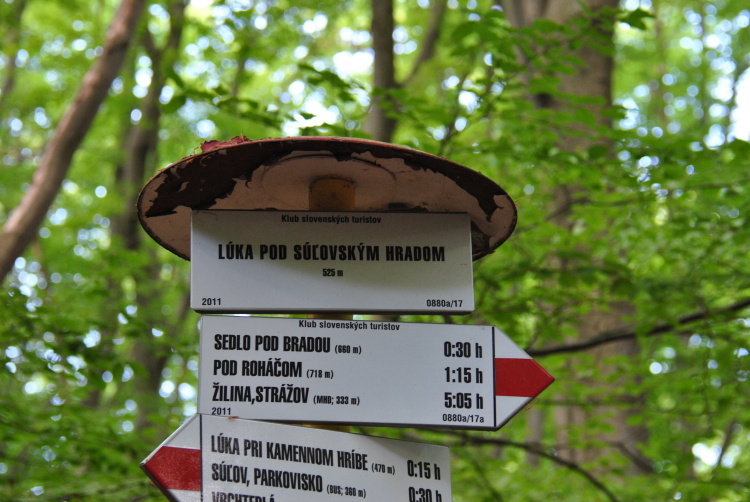 Klub slovenských turistov
LÚKA POD SÚĽOVSKÝM HRADOM
525 m
2011 0880a/17
Klub slovenských turistov
SEDLO POD BRADOU (660 m) 0:30 h
POD ROHÁČOM (718 m) 1:15 h
ŽILINA,STRÁŽOV (MHD; 333 m) 5:05 h
2011 0880a/17a
LÚKA PRI KAMENNOM HRÍBE (470 m) 0:15 h
SÚĽOV, PARKOVISKO (BUS; 360 m) 0:30 h